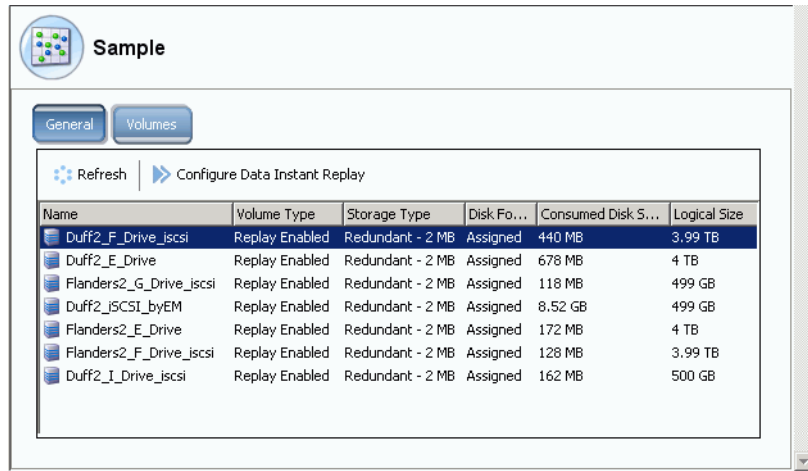 Sample
General Volumes
Refresh Configure Data Instant Replay
Name Volume Type Storage Type Disk Fo... Consumed Disk S... Logical Size
Duff2_F_Drive_iscsi Replay Enabled Redundant - 2 MB Assigned 440 MB 3.99 TB
Duff2_E_Drive Replay Enabled Redundant - 2 MB Assigned 678 MB 4 TB
Flanders2_G_Drive_iscsi Replay Enabled Redundant - 2 MB Assigned 118 MB 499 GB
Duff2_iSCSI_byEM Replay Enabled Redundant - 2 MB Assigned 8.52 GB 499 GB
Flanders2_E_Drive Replay Enabled Redundant - 2 MB Assigned 172 MB 4 TB
Flanders2_F_Drive_iscsi Replay Enabled Redundant - 2 MB Assigned 128 MB 3.99 TB
Duff2_I_Drive_iscsi Replay Enabled Redundant - 2 MB Assigned 162 MB 500 GB